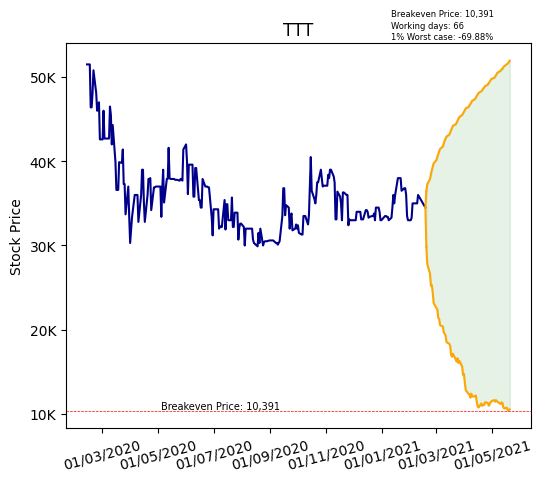 Breakeven Price: 10,391
Working days: 66
1% Worst case: -69.88%
TTT
Stock Price
50K
40K
30K
20K
10K
Breakeven Price: 10,391
01/03/2020
01/05/2020
01/07/2020
01/09/2020
01/11/2020
01/01/2021
01/03/2021
01/05/2021